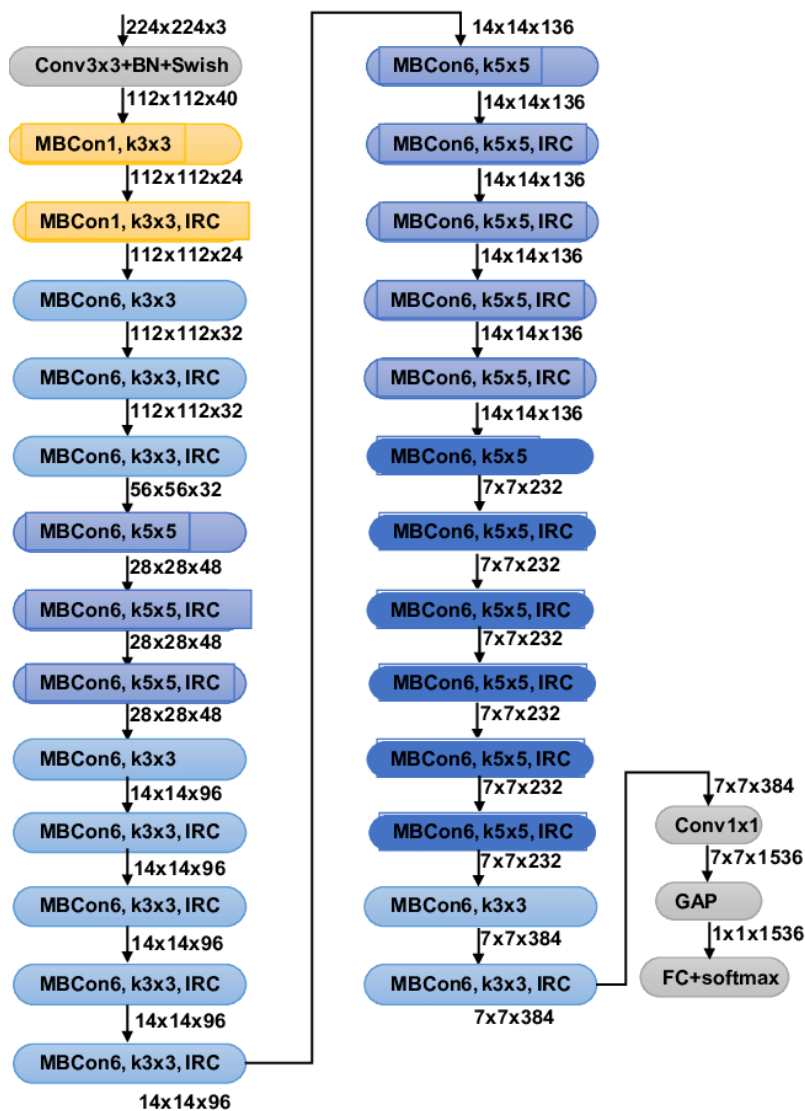 224x224x3
Conv3x3+BN+Swish
112x112x40
MBCon1, k3x3
112x112x24
MBCon1, k3x3, IRC
112x112x24
MBCon6, k3x3
112x112x32
MBCon6, k3x3, IRC
112x112x32
MBCon6, k3x3, IRC
56x56x32
MBCon6, k5x5
28x28x48
MBCon6, k5x5, IRC
28x28x48
MBCon6, k5x5, IRC
28x28x48
MBCon6, k3x3
14x14x96
MBCon6, k3x3, IRC
14x14x96
MBCon6, k3x3, IRC
14x14x96
MBCon6, k3x3, IRC
14x14x96
MBCon6, k3x3, IRC
14x14x96
14x14x136
MBCon6, k5x5
14x14x136
MBCon6, k5x5, IRC
14x14x136
MBCon6, k5x5, IRC
14x14x136
MBCon6, k5x5, IRC
14x14x136
MBCon6, k5x5, IRC
14x14x136
MBCon6, k5x5
7x7x232
MBCon6, k5x5, IRC
7x7x232
MBCon6, k5x5, IRC
7x7x232
MBCon6, k5x5, IRC
7x7x232
MBCon6, k5x5, IRC
7x7x232
MBCon6, k5x5, IRC
7x7x232
MBCon6, k3x3
7x7x384
MBCon6, k3x3, IRC
7x7x384
7x7x384
Conv1x1
7x7x1536
GAP
1x1x1536
FC+softmax